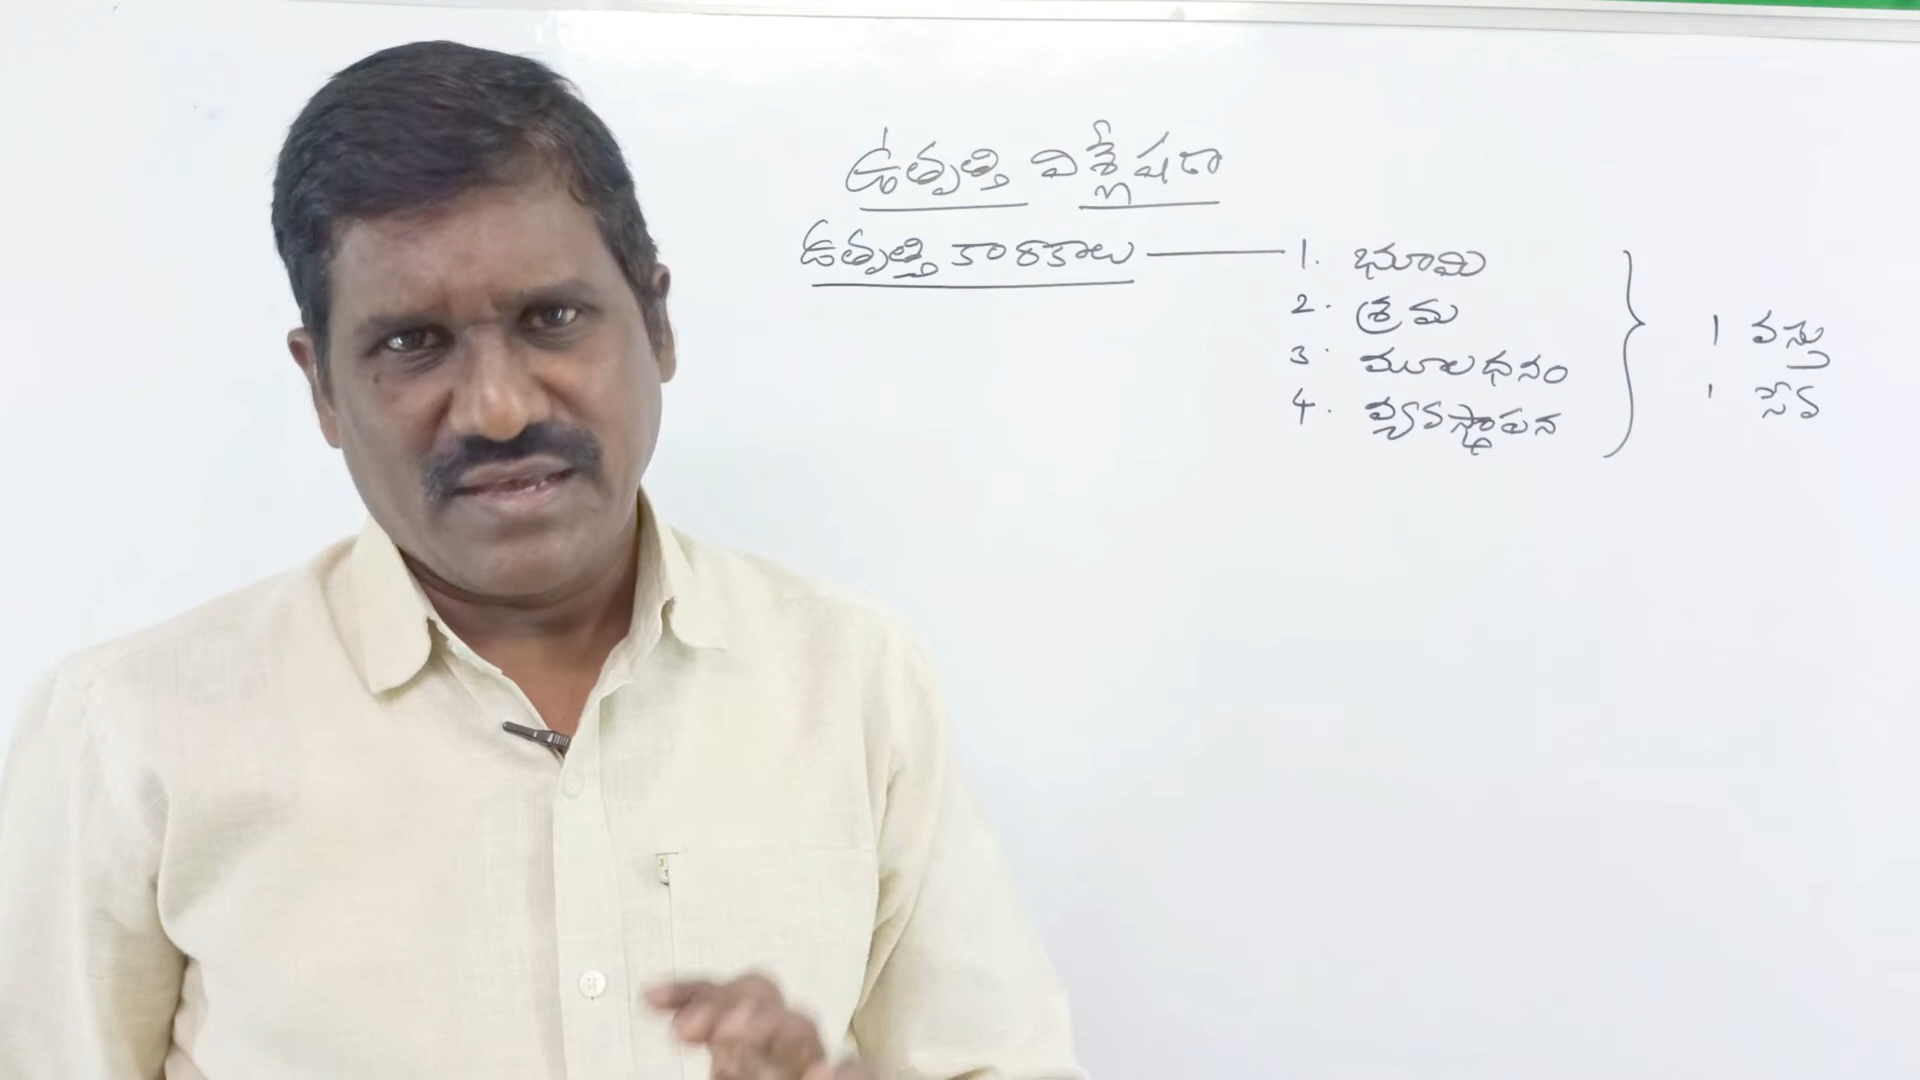 ఉత్పత్తి విశ్లేషణ
ఉత్పత్తి కారకాలు — 1. భూమి
2. శ్రమ
3. మూలధనం
4. వ్యవస్థాపన
1 వస్తు
1 సేవ